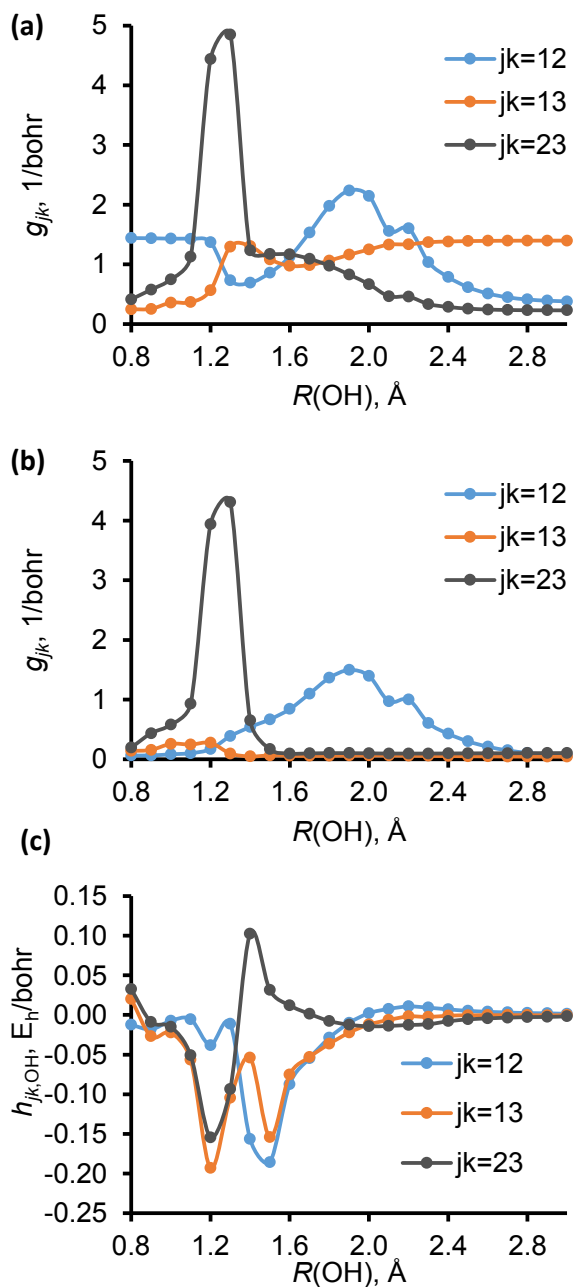 (a)
5
4
3
2
1
0
g_jk, 1/bohr
jk=12
jk=13
jk=23
0.8 1.2 1.6 2.0 2.4 2.8
R(OH), Å
(b)
5
4
3
2
1
0
g_jk, 1/bohr
jk=12
jk=13
jk=23
0.8 1.2 1.6 2.0 2.4 2.8
R(OH), Å
(c)
0.15
0.10
0.05
0.00
-0.05
-0.10
-0.15
-0.20
-0.25
h_jk,OH, E_h/bohr
jk=12
jk=13
jk=23
0.8 1.2 1.6 2.0 2.4 2.8
R(OH), Å